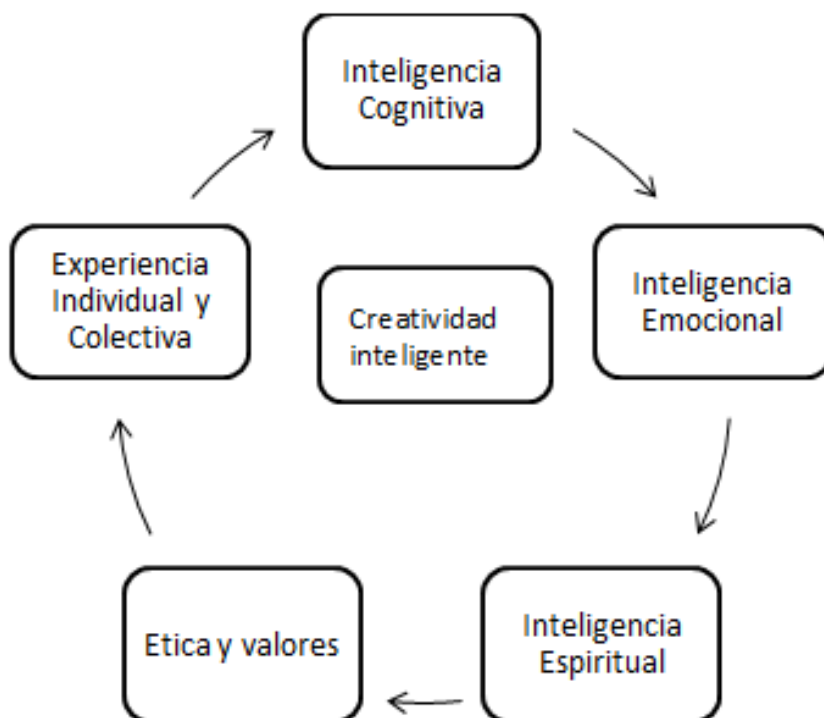 Inteligencia
Cognitiva
Experiencia
Individual y
Colectiva
Creatividad
inteligente
Inteligencia
Emocional
Etica y valores
Inteligencia
Espiritual